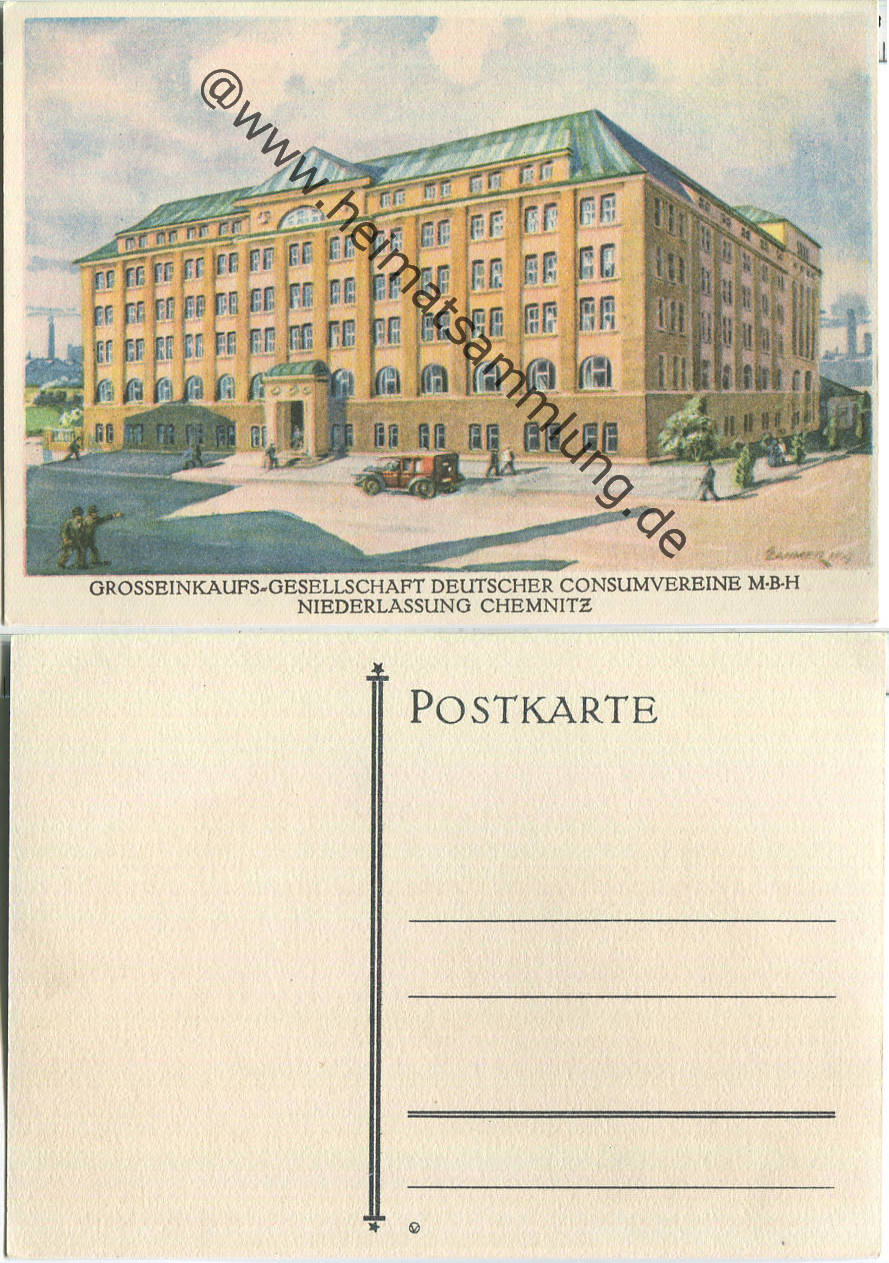 @www.heimatsammlung.de
GROSSEINKAUFS-GESELLSCHAFT DEUTSCHER CONSUMVEREINE M·B·H
NIEDERLASSUNG CHEMNITZ
POSTKARTE